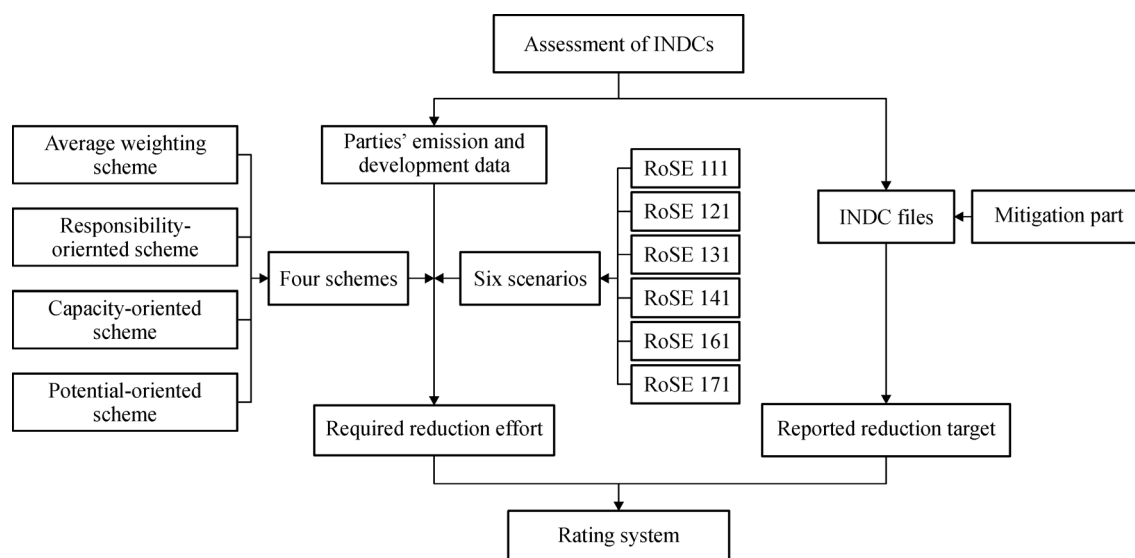 Assessment of INDCs
Average weighting
scheme
Responsibility-
oriernted scheme
Capacity-oriented
scheme
Potential-oriented
scheme
Four schemes
Parties’ emission and
development data
Six scenarios
RoSE 111
RoSE 121
RoSE 131
RoSE 141
RoSE 161
RoSE 171
INDC files
Mitigation part
Required reduction effort
Reported reduction target
Rating system